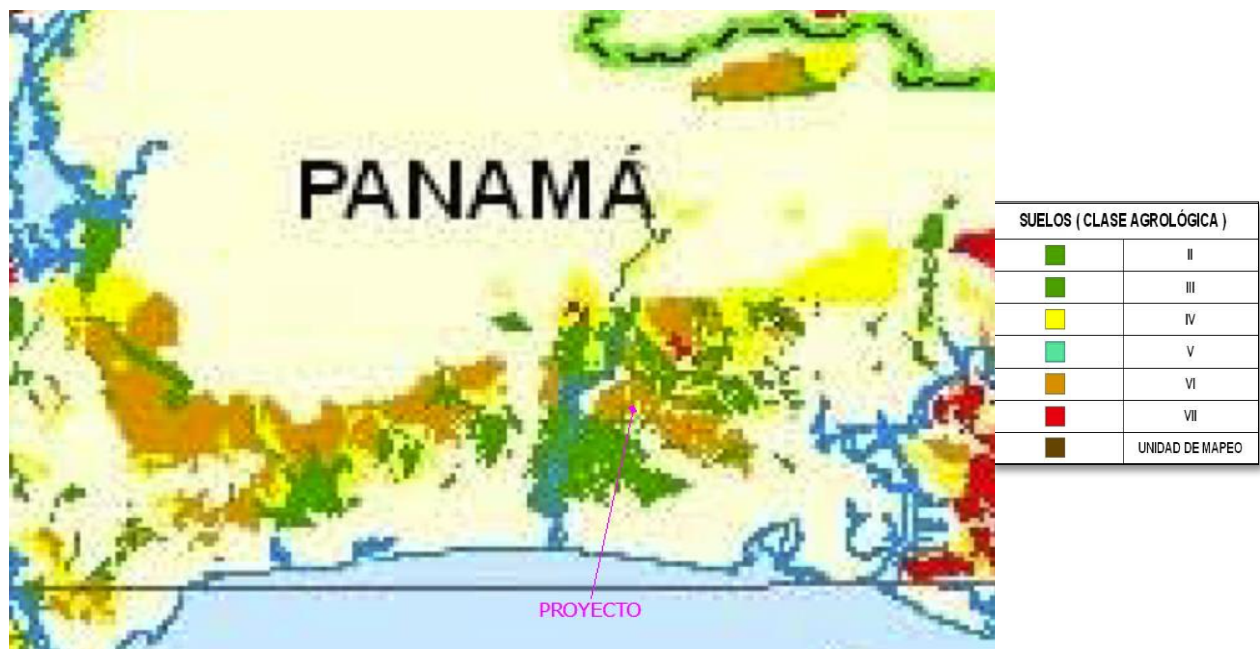 PANAMÁ
SUELOS ( CLASE AGROLÓGICA )
II
III
IV
V
VI
VII
UNIDAD DE MAPEO
PROYECTO